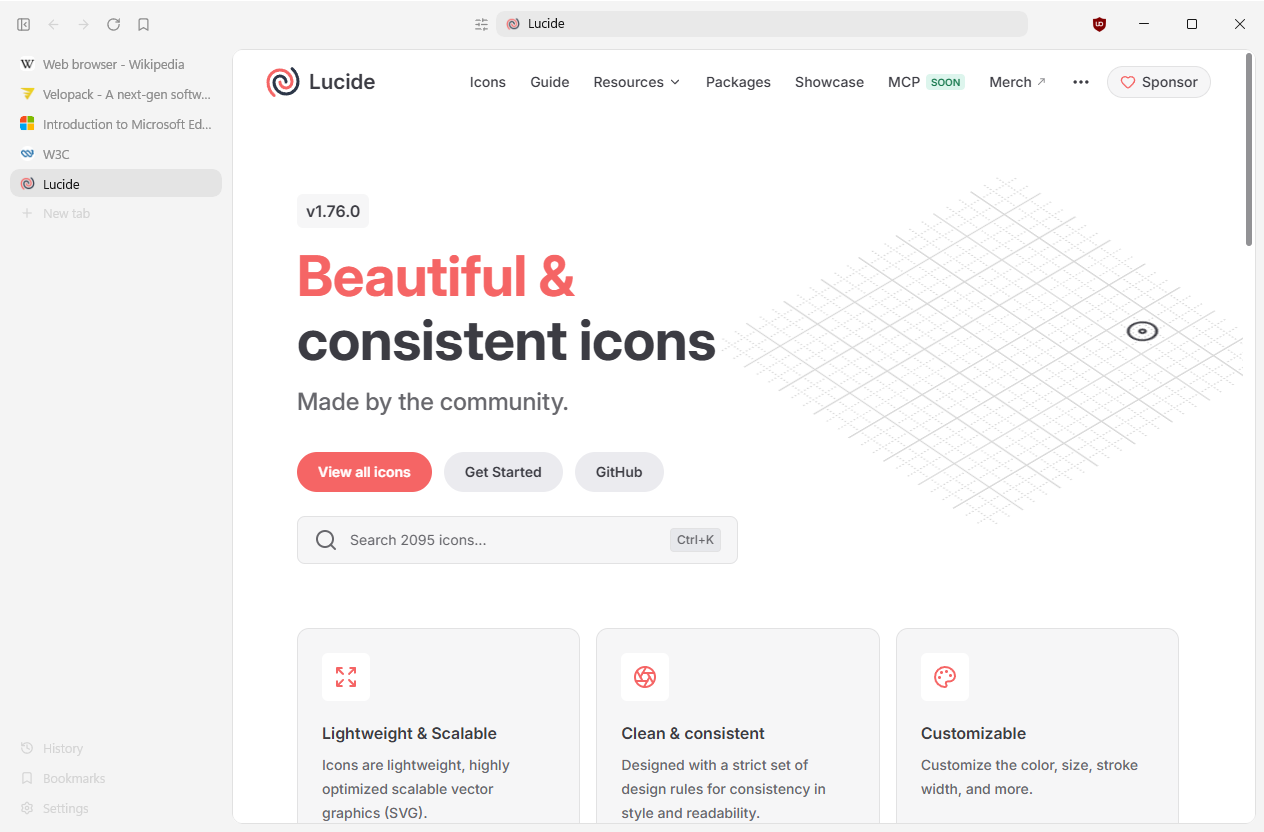 Lucide
Web browser - Wikipedia
Velopack - A next-gen softw...
Introduction to Microsoft Ed...
W3C
Lucide
New tab
History
Bookmarks
Settings
Lucide
Icons
Guide
Resources
Packages
Showcase
MCP SOON
Merch
Sponsor
v1.76.0
Beautiful &
consistent icons
Made by the community.
View all icons
Get Started
GitHub
Search 2095 icons...
Ctrl+K
Lightweight & Scalable
Icons are lightweight, highly
optimized scalable vector
graphics (SVG).
Clean & consistent
Designed with a strict set of
design rules for consistency in
style and readability.
Customizable
Customize the color, size, stroke
width, and more.